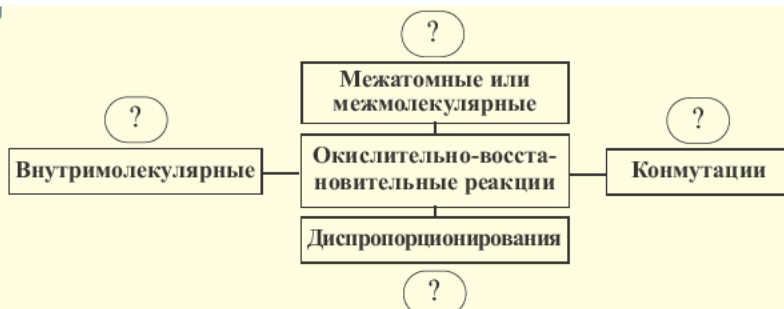 ?
Межатомные или
межмолекулярные
?
Внутримолекулярные
Окислительно-восста-
новительные реакции
?
Конмутации
Диспропорционирования
?